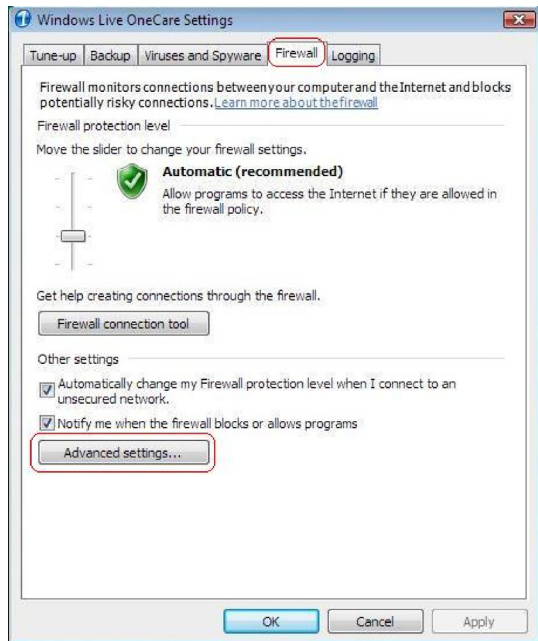 Windows Live OneCare Settings
Tune-up Backup Viruses and Spyware Firewall Logging
Firewall monitors connections between your computer and the Internet and blocks
potentially risky connections. Learn more about the firewall
Firewall protection level
Move the slider to change your firewall settings.
Automatic (recommended)
Allow programs to access the Internet if they are allowed in
the firewall policy.
Get help creating connections through the firewall.
Firewall connection tool
Other settings
Automatically change my Firewall protection level when I connect to an
unsecured network.
Notify me when the firewall blocks or allows programs
Advanced settings...
OK Cancel Apply